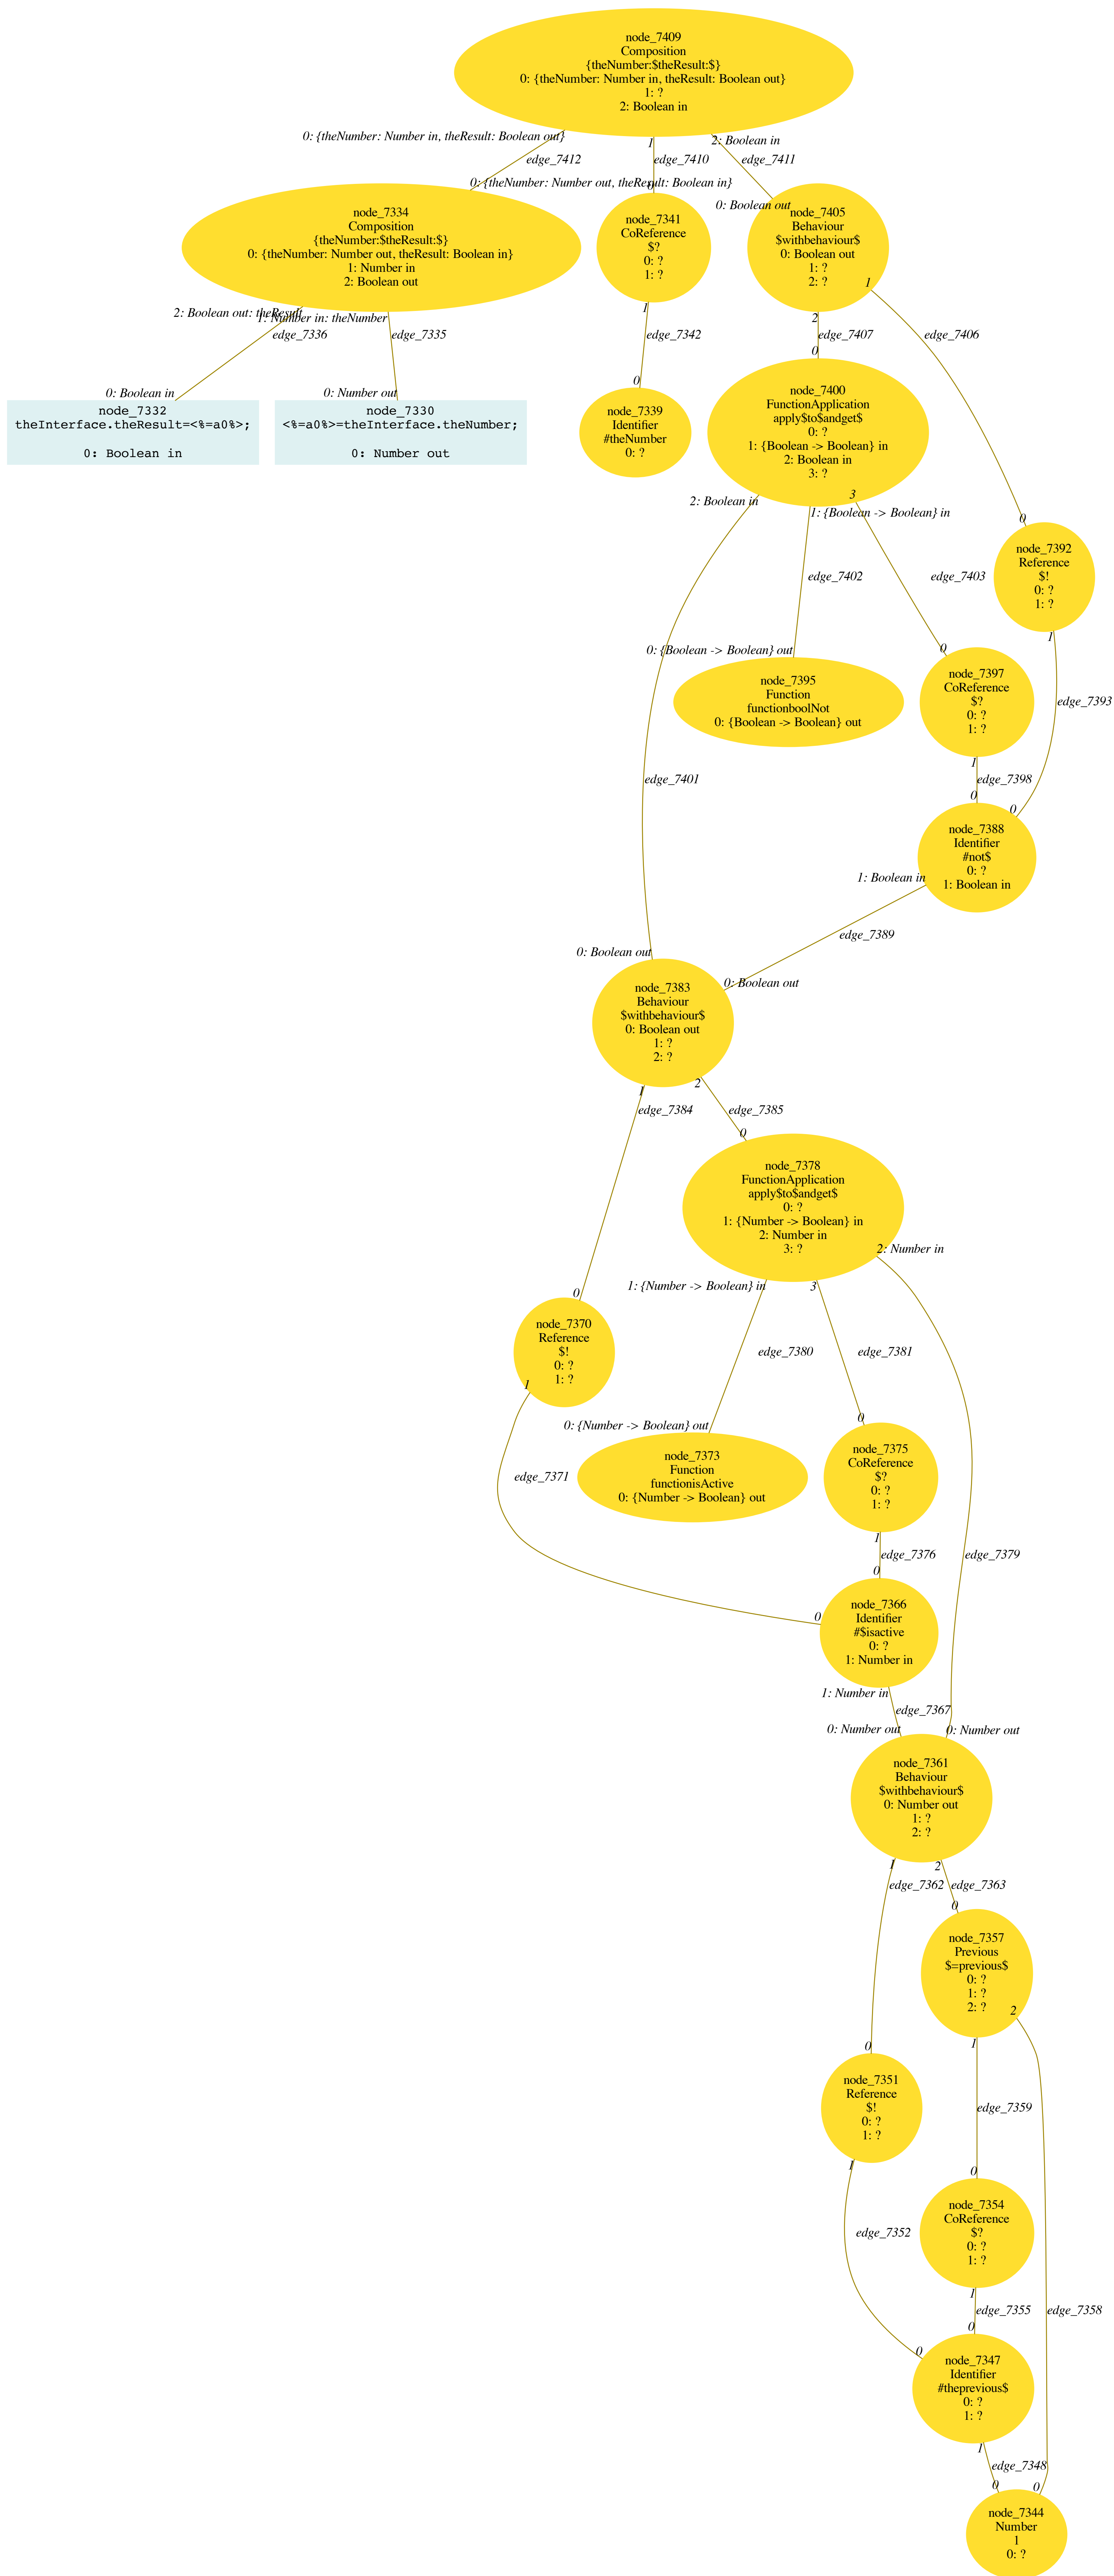 node_7409
Composition
{theNumber:$theResult:$}
0: {theNumber: Number in, theResult: Boolean out}
1: ?
2: Boolean in
0: {theNumber: Number in, theResult: Boolean out}
1
2: Boolean in
edge_7412
edge_7410
edge_7411
0: {theNumber: Number out, theResult: Boolean in}
0
0: Boolean out
node_7334
Composition
{theNumber:$theResult:$}
0: {theNumber: Number out, theResult: Boolean in}
1: Number in
2: Boolean out
node_7341
CoReference
$?
0: ?
1: ?
node_7405
Behaviour
$withbehaviour$
0: Boolean out
1: ?
2: ?
1
2: Boolean out: theResult
1: Number in: theNumber
1
2
edge_7336
edge_7335
edge_7342
edge_7407
edge_7406
0: Boolean in
0: Number out
0
0
node_7332
theInterface.theResult=<%=a0%>;
0: Boolean in
node_7330
<%=a0%>=theInterface.theNumber;
0: Number out
node_7339
Identifier
#theNumber
0: ?
node_7400
FunctionApplication
apply$to$andget$
0: ?
1: {Boolean -> Boolean} in
2: Boolean in
3: ?
2: Boolean in
1: {Boolean -> Boolean} in
3
0
edge_7402
edge_7403
node_7392
Reference
$!
0: ?
1: ?
1
0: {Boolean -> Boolean} out
0
node_7395
Function
functionboolNot
0: {Boolean -> Boolean} out
node_7397
CoReference
$?
0: ?
1: ?
edge_7393
1
edge_7401
edge_7398
0
0
node_7388
Identifier
#not$
0: ?
1: Boolean in
1: Boolean in
edge_7389
0: Boolean out
0: Boolean out
node_7383
Behaviour
$withbehaviour$
0: Boolean out
1: ?
2: ?
1
2
edge_7384
edge_7385
0
node_7378
FunctionApplication
apply$to$andget$
0: ?
1: {Number -> Boolean} in
2: Number in
3: ?
2: Number in
1: {Number -> Boolean} in
3
0
node_7370
Reference
$!
0: ?
1: ?
1
edge_7380
edge_7381
0: {Number -> Boolean} out
0
edge_7371
node_7373
Function
functionisActive
0: {Number -> Boolean} out
node_7375
CoReference
$?
0: ?
1: ?
1
edge_7376
edge_7379
0
0
node_7366
Identifier
#$isactive
0: ?
1: Number in
1: Number in
edge_7367
0: Number out
0: Number out
node_7361
Behaviour
$withbehaviour$
0: Number out
1: ?
2: ?
1
2
edge_7362
edge_7363
0
node_7357
Previous
$=previous$
0: ?
1: ?
2: ?
2
1
0
node_7351
Reference
$!
0: ?
1: ?
1
edge_7359
0
node_7354
CoReference
$?
0: ?
1: ?
edge_7352
1
edge_7355
edge_7358
0
0
node_7347
Identifier
#theprevious$
0: ?
1: ?
1
edge_7348
0
0
node_7344
Number
1
0: ?